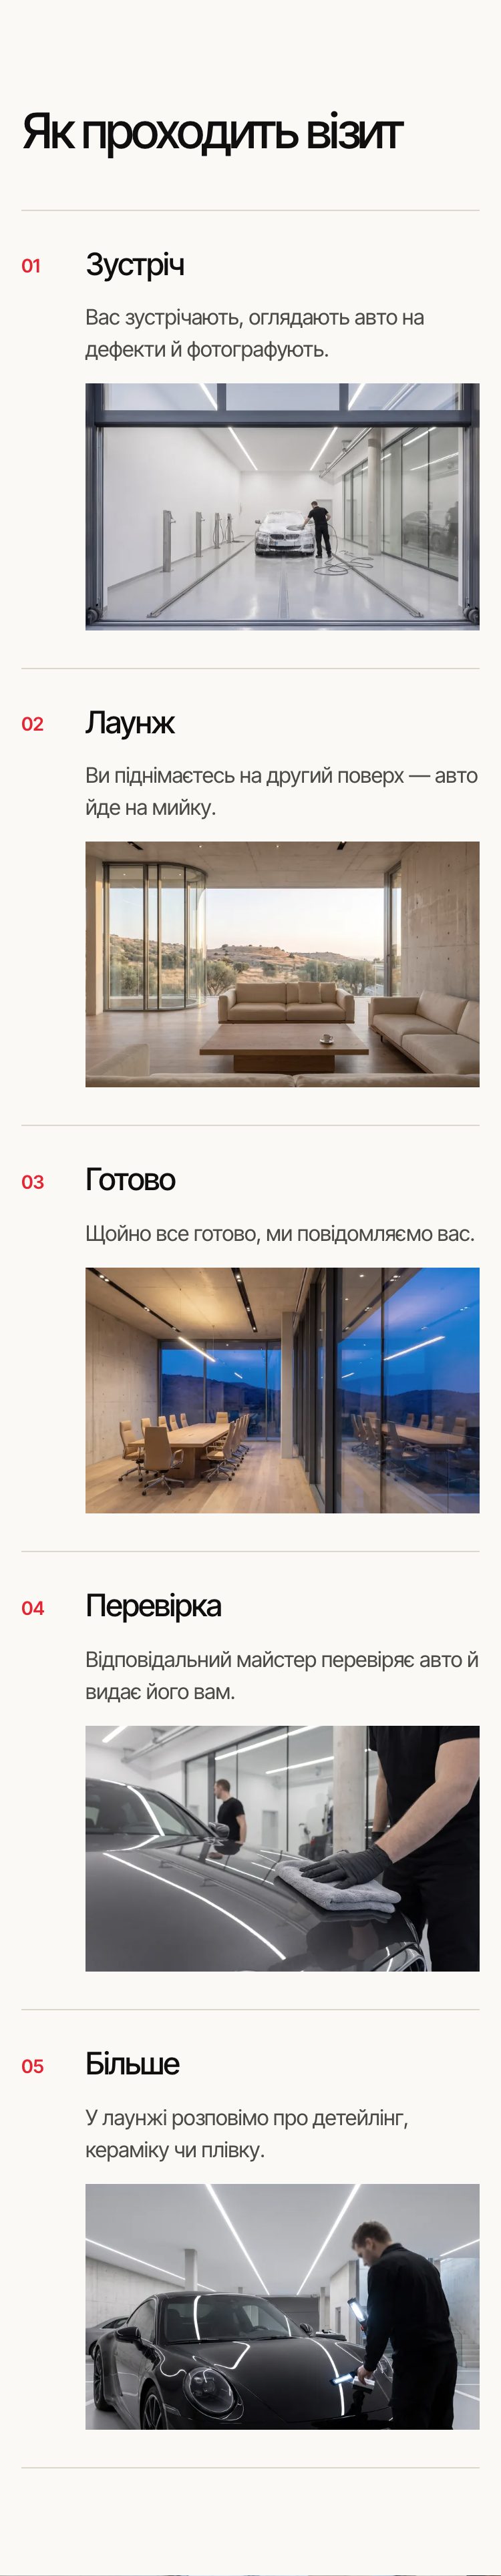 Як проходить візит
01
Зустріч
Вас зустрічають, оглядають авто на
дефекти й фотографують.
02
Лаунж
Ви піднімаєтесь на другий поверх — авто
йде на мийку.
03
Готово
Щойно все готово, ми повідомляємо вас.
04
Перевірка
Відповідальний майстер перевіряє авто й
видає його вам.
05
Більше
У лаунжі розповімо про детейлінг,
кераміку чи плівку.